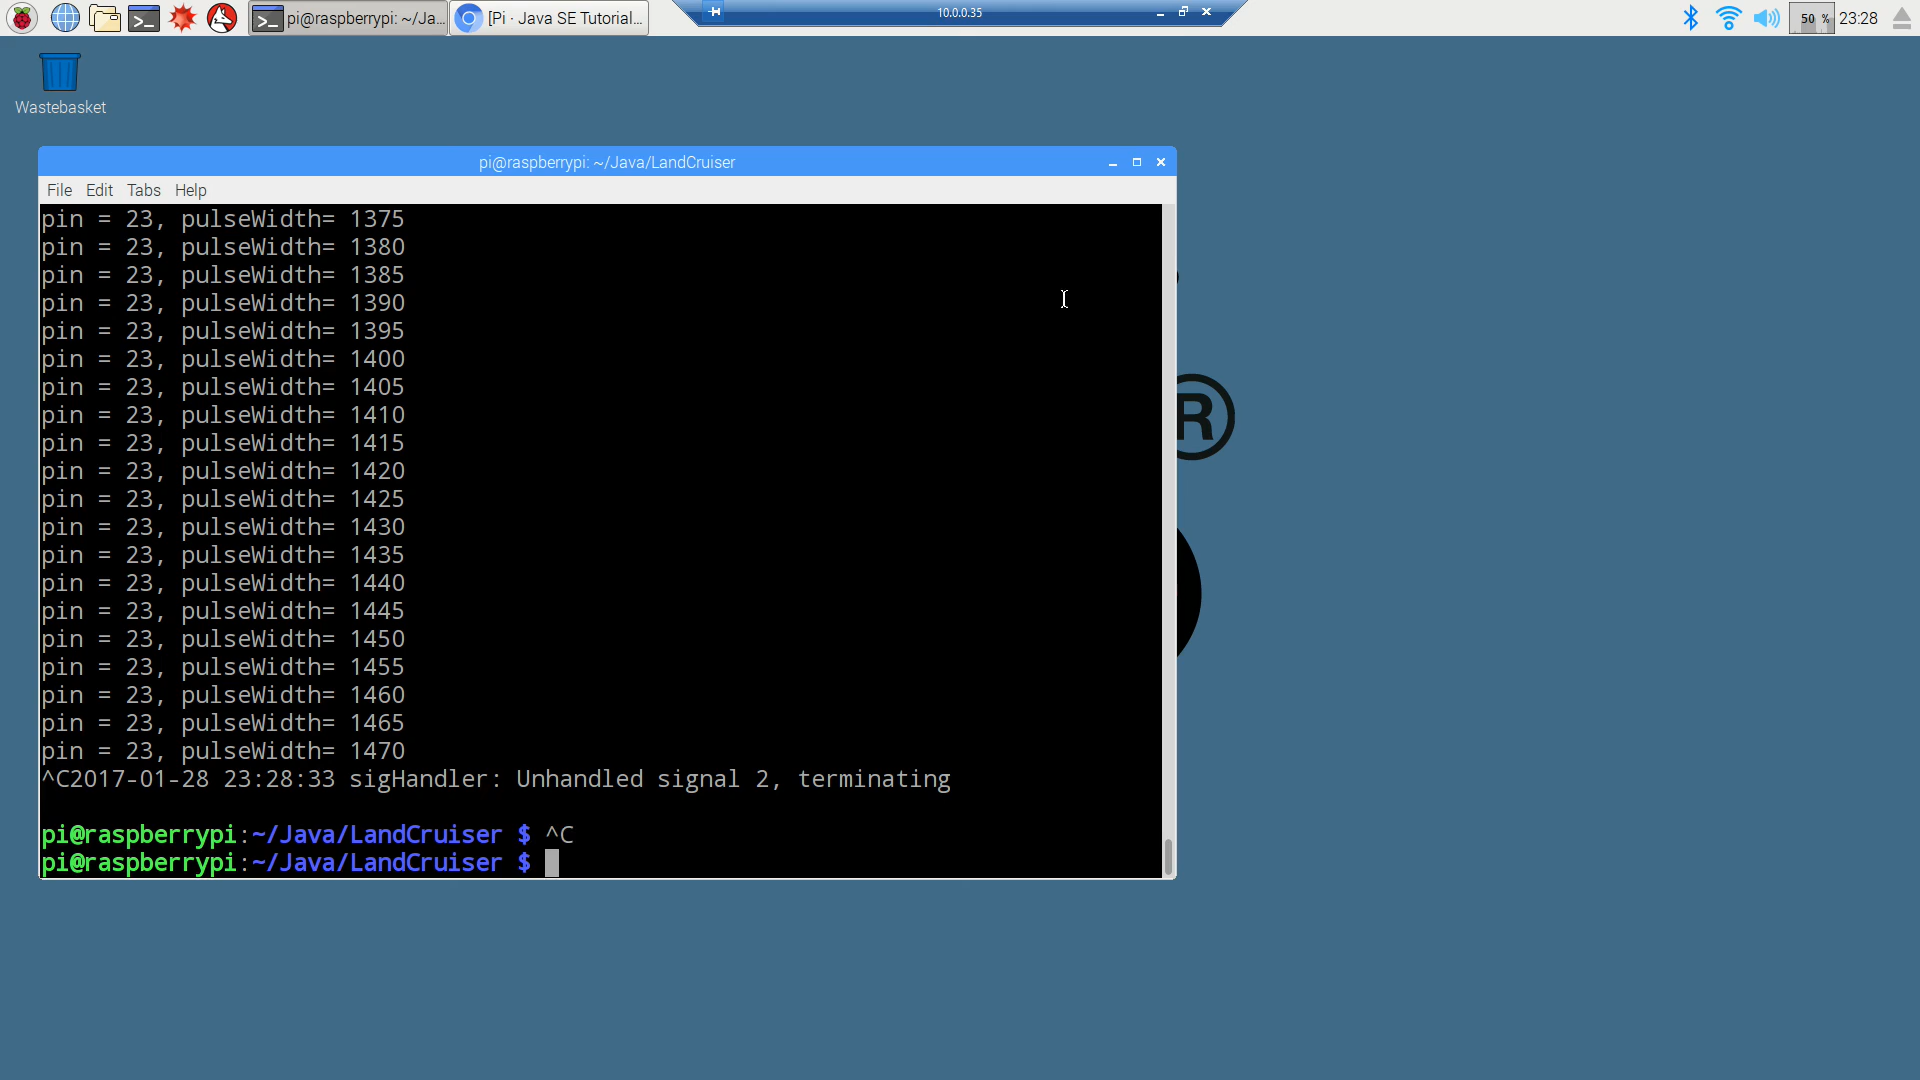 pi@raspberrypi: ~/Ja...
[Pi · Java SE Tutorial...
10.0.0.35
50 %
23:28
Wastebasket
pi@raspberrypi: ~/Java/LandCruiser
File Edit Tabs Help
pin = 23, pulseWidth= 1375
pin = 23, pulseWidth= 1380
pin = 23, pulseWidth= 1385
pin = 23, pulseWidth= 1390
pin = 23, pulseWidth= 1395
pin = 23, pulseWidth= 1400
pin = 23, pulseWidth= 1405
pin = 23, pulseWidth= 1410
pin = 23, pulseWidth= 1415
pin = 23, pulseWidth= 1420
pin = 23, pulseWidth= 1425
pin = 23, pulseWidth= 1430
pin = 23, pulseWidth= 1435
pin = 23, pulseWidth= 1440
pin = 23, pulseWidth= 1445
pin = 23, pulseWidth= 1450
pin = 23, pulseWidth= 1455
pin = 23, pulseWidth= 1460
pin = 23, pulseWidth= 1465
pin = 23, pulseWidth= 1470
^C2017-01-28 23:28:33 sigHandler: Unhandled signal 2, terminating
pi@raspberrypi:~/Java/LandCruiser $ ^C
pi@raspberrypi:~/Java/LandCruiser $
®